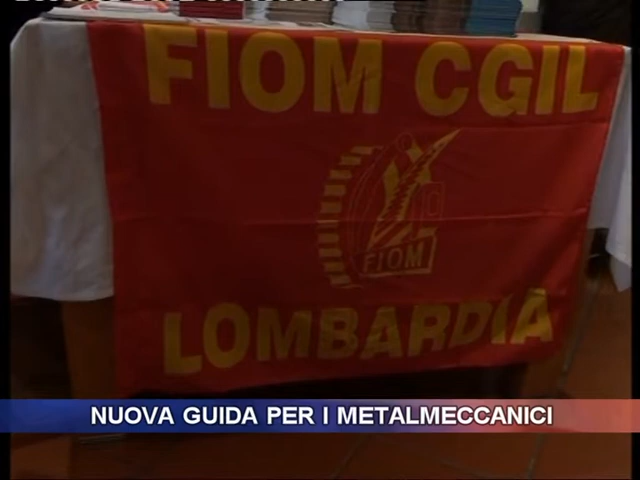 FIOM CGIL
C
FIOM
LOMBARDIA
NUOVA GUIDA PER I METALMECCANICI